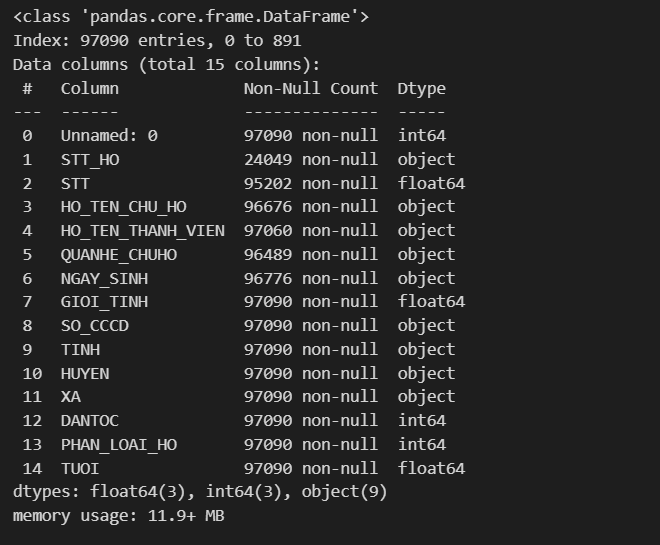 <class 'pandas.core.frame.DataFrame'>
Index: 97090 entries, 0 to 891
Data columns (total 15 columns):
 #   Column            Non-Null Count  Dtype
---  ------            --------------  -----
 0   Unnamed: 0        97090 non-null  int64
 1   STT_HO            24049 non-null  object
 2   STT               95202 non-null  float64
 3   HO_TEN_CHU_HO     96676 non-null  object
 4   HO_TEN_THANH_VIEN 97060 non-null  object
 5   QUANHE_CHUHO      96489 non-null  object
 6   NGAY_SINH         96776 non-null  object
 7   GIOI_TINH         97090 non-null  float64
 8   SO_CCCD           97090 non-null  object
 9   TINH              97090 non-null  object
 10  HUYEN             97090 non-null  object
 11  XA                97090 non-null  object
 12  DANTOC            97090 non-null  int64
 13  PHAN_LOAI_HO      97090 non-null  int64
 14  TUOI              97090 non-null  float64
dtypes: float64(3), int64(3), object(9)
memory usage: 11.9+ MB